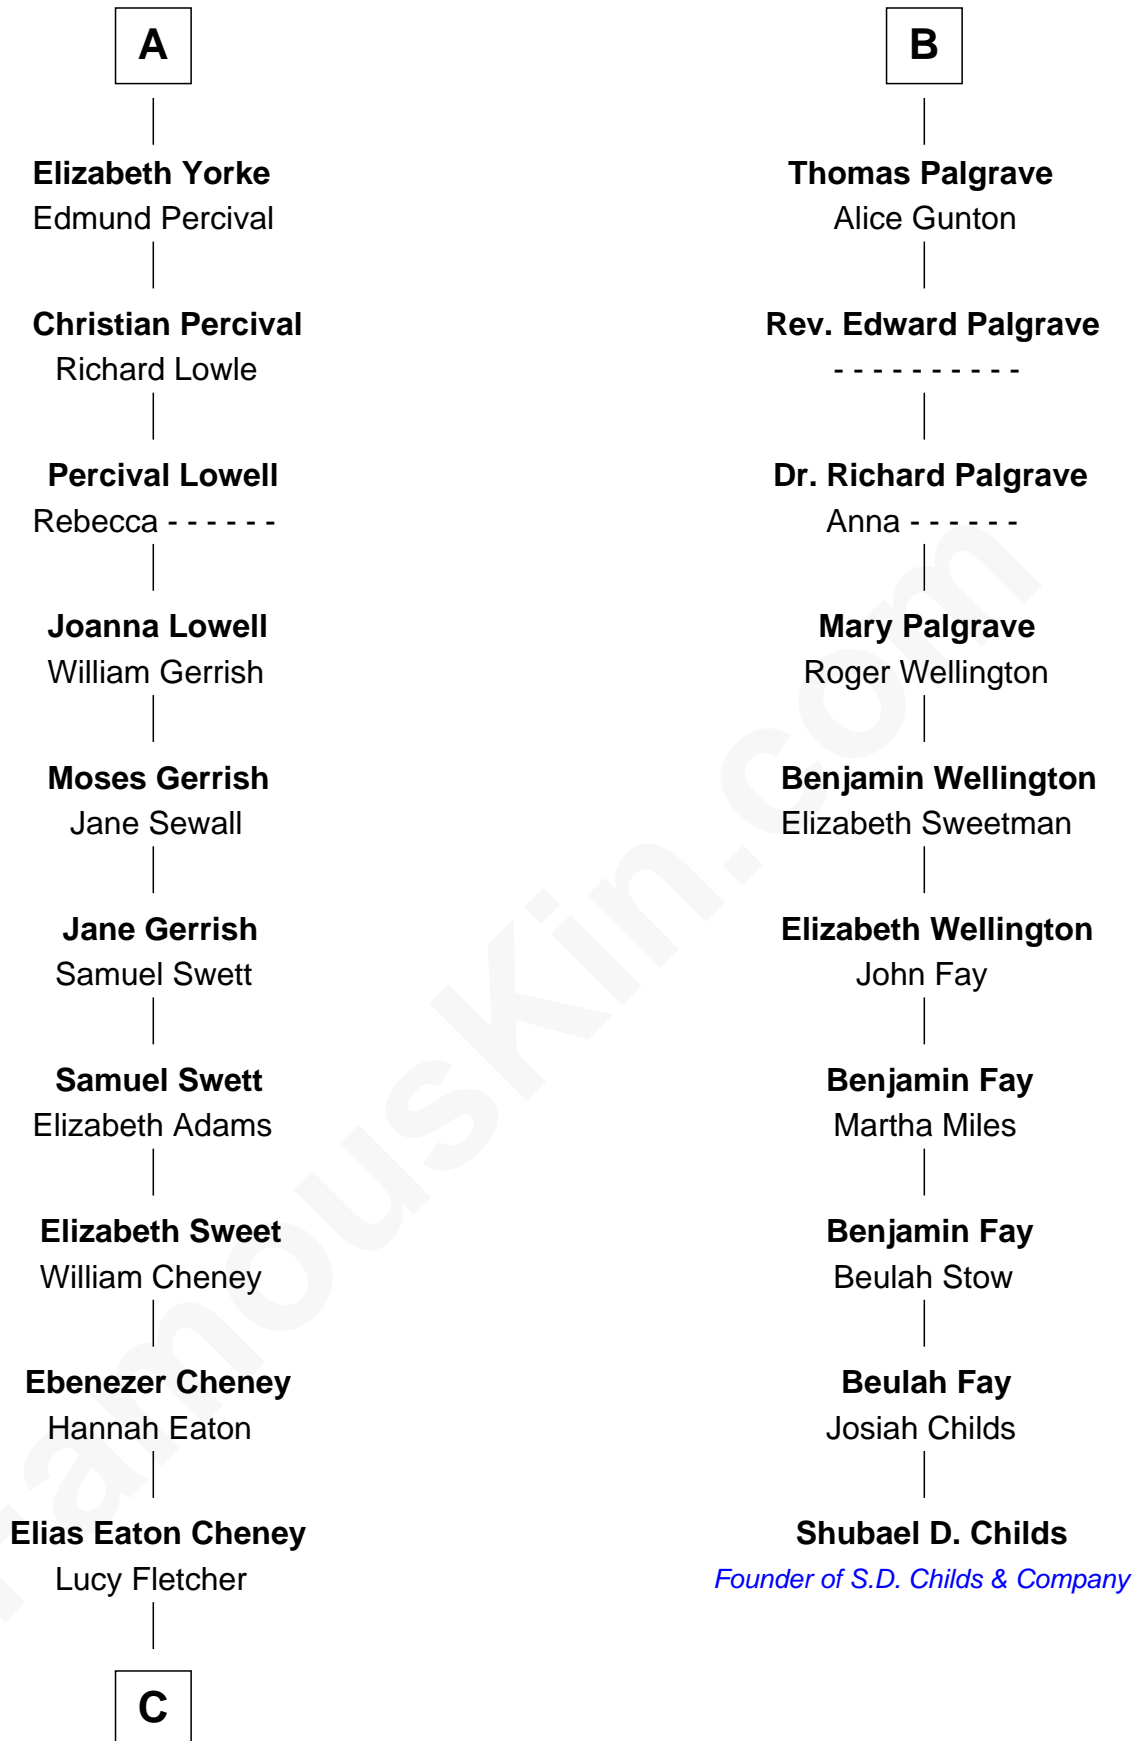 A
Elizabeth Yorke
Edmund Percival
Christian Percival
Richard Lowle
Percival Lowell
Rebecca - - - - - -
Joanna Lowell
William Gerrish
Moses Gerrish
Jane Sewall
Jane Gerrish
Samuel Swett
Samuel Swett
Elizabeth Adams
Elizabeth Sweet
William Cheney
Ebenezer Cheney
Hannah Eaton
Elias Eaton Cheney
Lucy Fletcher
C
B
Thomas Palgrave
Alice Gunton
Rev. Edward Palgrave
- - - - - - - - - -
Dr. Richard Palgrave
Anna - - - - - -
Mary Palgrave
Roger Wellington
Benjamin Wellington
Elizabeth Sweetman
Elizabeth Wellington
John Fay
Benjamin Fay
Martha Miles
Benjamin Fay
Beulah Stow
Beulah Fay
Josiah Childs
Shubael D. Childs
Founder of S.D. Childs & Company
FamousKin.com